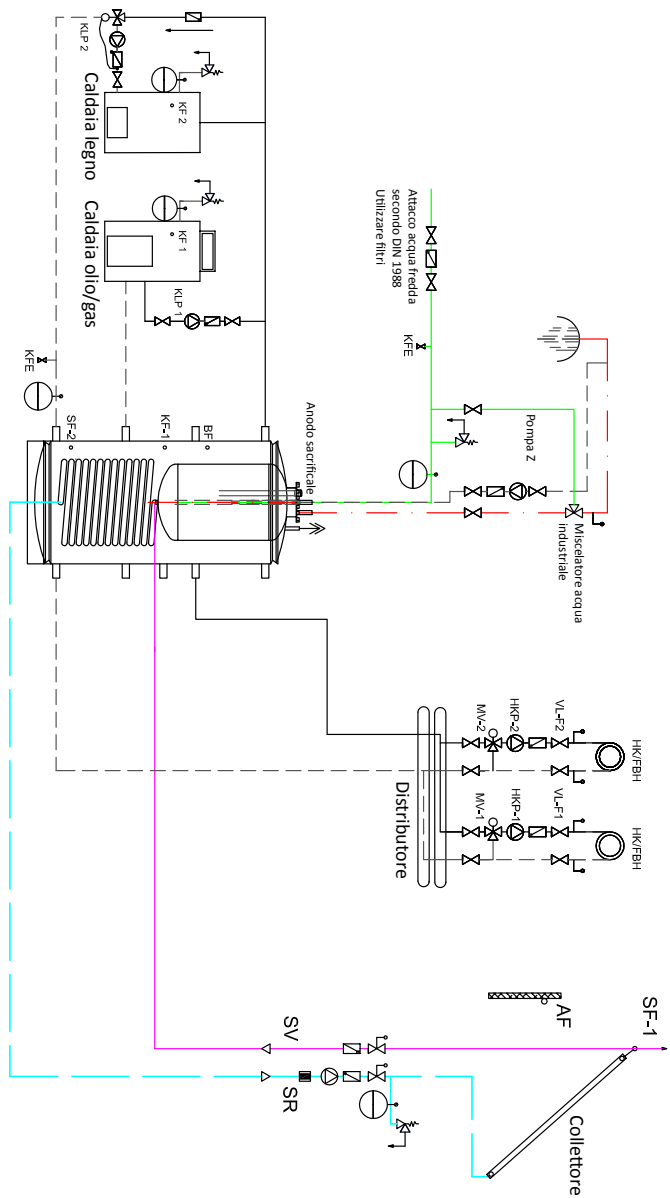 KLP 2
KF 2
Caldaia legno
KF 1
Caldaia olio/gas
KLP 1
KFE
Attacco acqua fredda
secondo DIN 1988
Utilizzare filtri
KFE
Pompa Z
Miscelatore acqua
industriale
Anodo sacrificale
BF
KF-1
SF-2
HK/FBH
HK/FBH
VL-F2
HKP-2
MV-2
VL-F1
HKP-1
MV-1
Distributore
SF-1
AF
Collettore
SV
SR